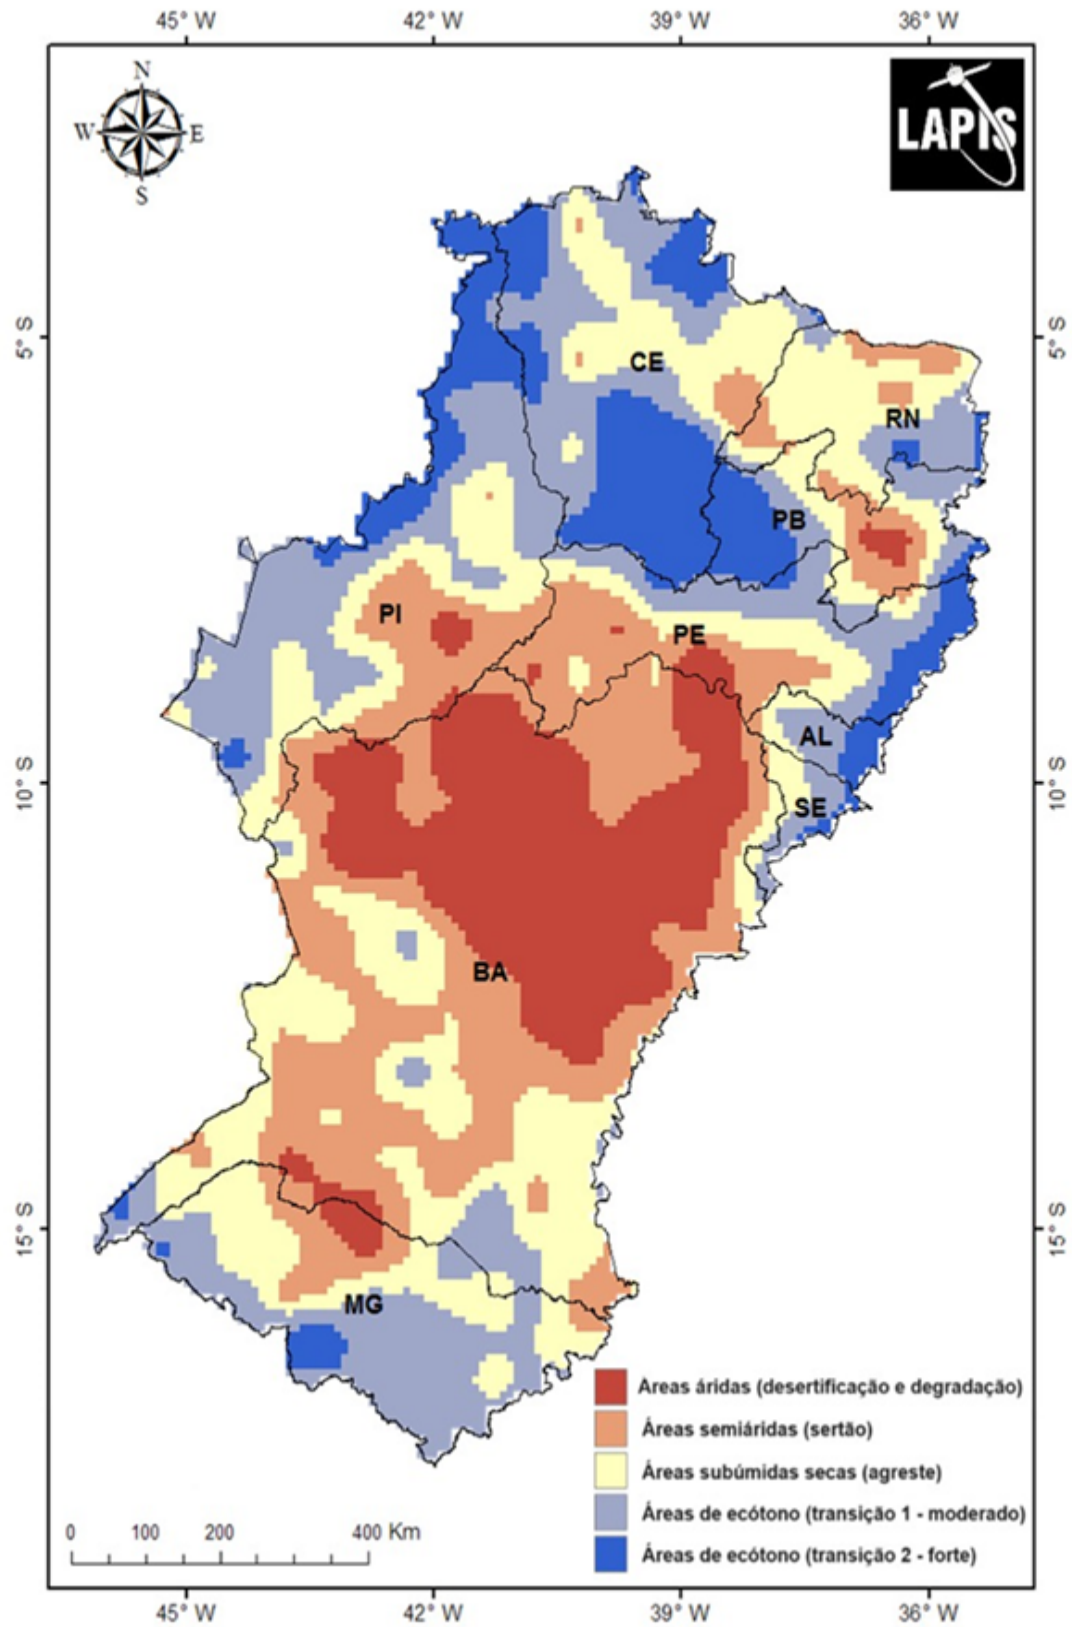 45° W 42° W 39° W 36° W
N
W E
S
LAPIS
5° S
5° S
CE
RN
PB
PI
PE
AL
10° S
10° S
SE
BA
15° S
15° S
MG
Áreas áridas (desertificação e degradação)
Áreas semiáridas (sertão)
Áreas subúmidas secas (agreste)
Áreas de ecótono (transição 1 - moderado)
Áreas de ecótono (transição 2 - forte)
0 100 200 400 Km
45° W 42° W 39° W 36° W